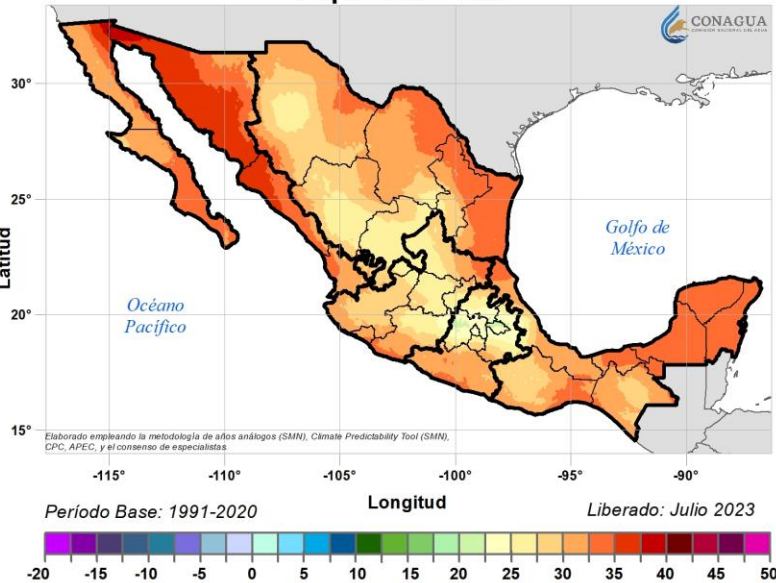 CONAGUA
COMISIÓN NACIONAL DEL AGUA
30°
25°
20°
15°
Latitud
Golfo de
México
Océano
Pacífico
Elaborado empleando la metodología de años análogos (SMN), Climate Predictability Tool (SMN),
CPC, APEC, y el consenso de especialistas
-115° -110° -105° -100° -95° -90°
Período Base: 1991-2020
Longitud
Liberado: Julio 2023
-20 -15 -10 -5 0 5 10 15 20 25 30 35 40 45 50